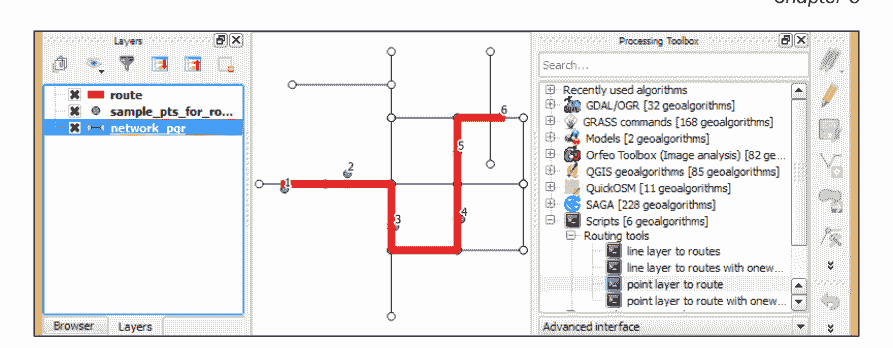 Layers
route
sample_pts_for_ro...
network_pgr
Browser
Layers
1
2
3
4
5
6
Processing Toolbox
Search...
Recently used algorithms
GDAL/OGR [32 geoalgorithms]
GRASS commands [168 geoalgorithms]
Models [2 geoalgorithms]
Orfeo Toolbox (Image analysis) [82 ge...
QGIS geoalgorithms [85 geoalgorithms]
QuickOSM [11 geoalgorithms]
SAGA [228 geoalgorithms]
Scripts [6 geoalgorithms]
Routing tools
line layer to routes
line layer to routes with onew...
point layer to route
point layer to route with onew...
Advanced interface